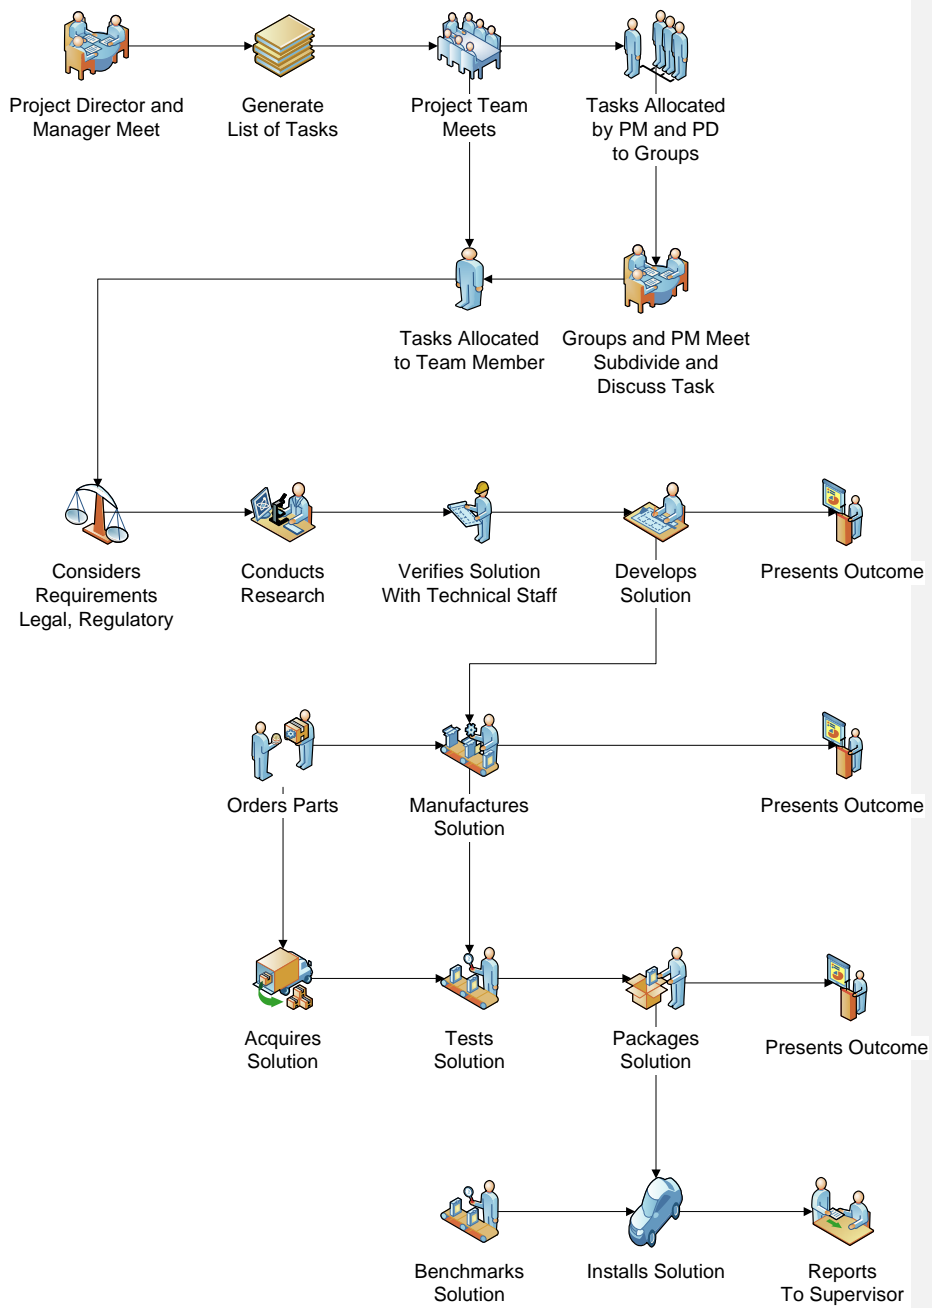 Project Director and
Manager Meet
Generate
List of Tasks
Project Team
Meets
Tasks Allocated
by PM and PD
to Groups
Tasks Allocated
to Team Member
Groups and PM Meet
Subdivide and
Discuss Task
Considers
Requirements
Legal, Regulatory
Conducts
Research
Verifies Solution
With Technical Staff
Develops
Solution
Presents Outcome
Orders Parts
Manufactures
Solution
Presents Outcome
Acquires
Solution
Tests
Solution
Packages
Solution
Presents Outcome
Benchmarks
Solution
Installs Solution
Reports
To Supervisor